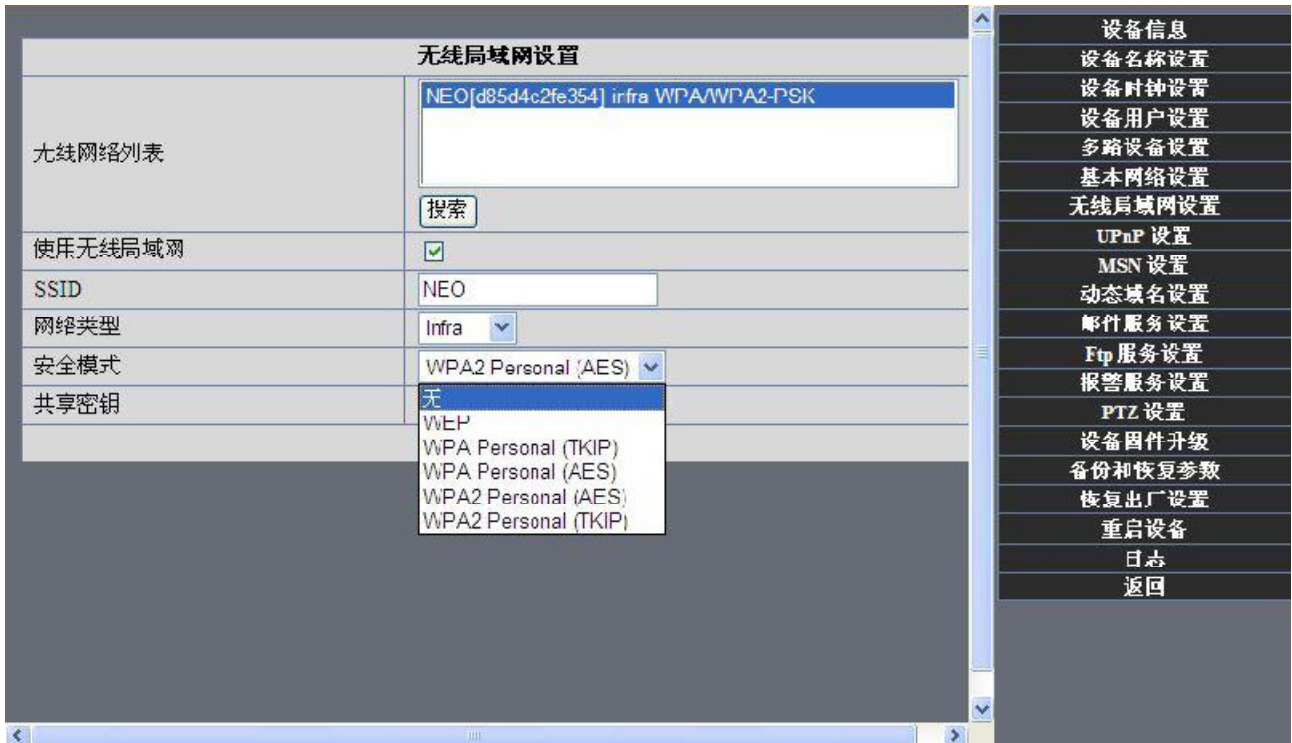 无线局域网设置
无线网络列表
NEO[d85d4c2fe354] infra WPA/WPA2-PSK
搜索
使用无线局域网
SSID
NEO
网络类型
Infra
安全模式
WPA2 Personal (AES)
共享密钥
无
WEP
WPA Personal (TKIP)
WPA Personal (AES)
WPA2 Personal (AES)
WPA2 Personal (TKIP)
设备信息
设备名称设置
设备时钟设置
设备用户设置
多路设备设置
基本网络设置
无线局域网设置
UPnP 设置
MSN 设置
动态域名设置
邮件服务设置
Ftp 服务设置
报警服务设置
PTZ 设置
设备固件升级
备份和恢复参数
恢复出厂设置
重启设备
日志
返回